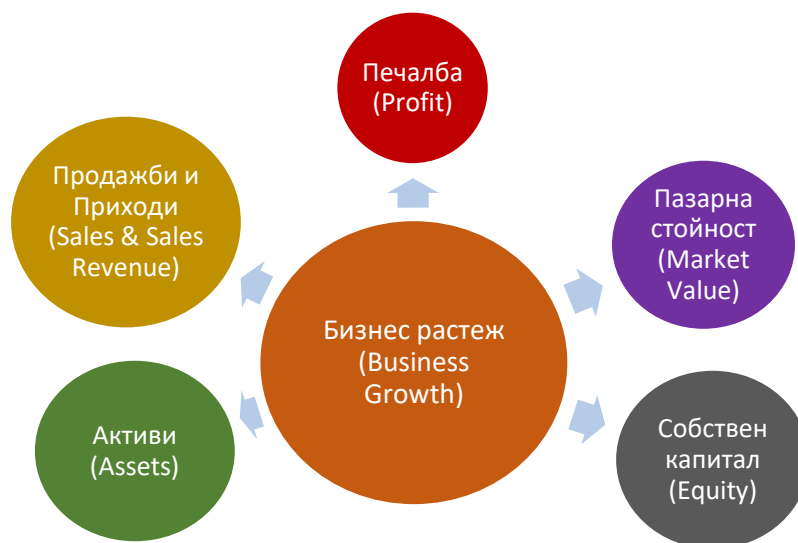 Печалба
(Profit)
Продажби и
Приходи
(Sales & Sales
Revenue)
Пазарна
стойност
(Market
Value)
Бизнес растеж
(Business
Growth)
Активи
(Assets)
Собствен
капитал
(Equity)